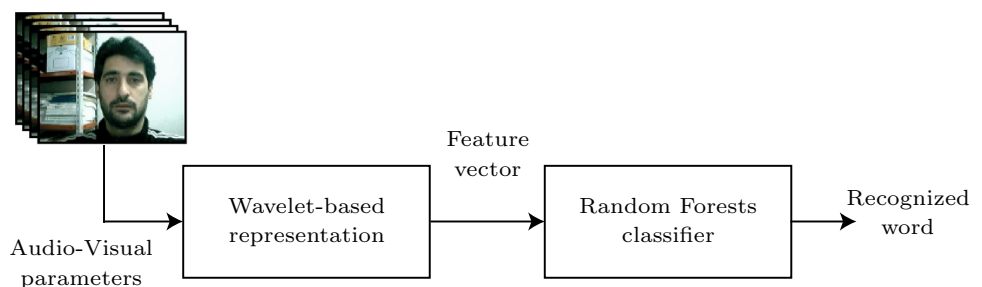 Audio-Visual
parameters
Wavelet-based
representation
Feature
vector
Random Forests
classifier
Recognized
word